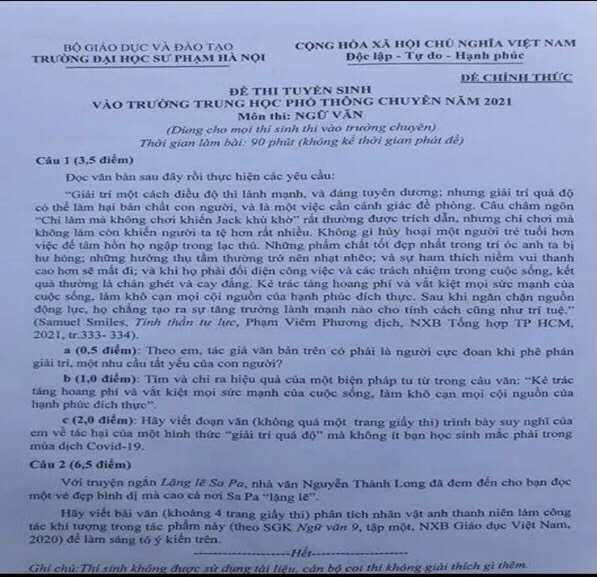 BỘ GIÁO DỤC VÀ ĐÀO TẠO
TRƯỜNG ĐẠI HỌC SƯ PHẠM HÀ NỘI
CỘNG HÒA XÃ HỘI CHỦ NGHĨA VIỆT NAM
Độc lập - Tự do - Hạnh phúc
ĐỀ CHÍNH THỨC
ĐỀ THI TUYỂN SINH
VÀO TRƯỜNG TRUNG HỌC PHỔ THÔNG CHUYÊN NĂM 2021
Môn thi: NGỮ VĂN
(Dùng cho mọi thí sinh thi vào trường chuyên)
Thời gian làm bài: 90 phút (không kể thời gian phát đề)
Câu 1 (3,5 điểm)
Đọc văn bản sau đây rồi thực hiện các yêu cầu:
"Giải trí một cách điều độ thì lành mạnh, và đáng tuyên dương; nhưng giải trí quá độ
có thể làm hại bản chất con người, và là một việc cần cảnh giác đề phòng. Câu châm ngôn
"Chỉ làm mà không chơi khiến Jack khù khờ" rất thường được trích dẫn, nhưng chỉ chơi mà
không làm còn khiến người ta tệ hơn rất nhiều. Không gì hủy hoại một người trẻ tuổi hơn
việc để tâm hồn họ ngập trong lạc thú. Những phẩm chất tốt đẹp nhất trong trí óc anh ta bị
hư hỏng; những hưởng thụ tầm thường trở nên nhạt nhẽo; và sự ham thích niềm vui thanh
cao hơn sẽ mất đi; và khi họ phải đối diện công việc và các trách nhiệm trong cuộc sống, kết
quả thường là chán ghét và cay đắng. Kẻ trác táng hoang phí và vắt kiệt mọi sức mạnh của
cuộc sống, làm khô cạn mọi cội nguồn của hạnh phúc đích thực. Sau khi ngăn chặn nguồn
động lực, họ chẳng tạo ra sự tăng trưởng lành mạnh nào cho tính cách cũng như trí tuệ."
(Samuel Smiles, Tinh thần tự lực, Phạm Viêm Phương dịch, NXB Tổng hợp TP HCM,
2021, tr.333- 334).
a (0,5 điểm): Theo em, tác giả văn bản trên có phải là người cực đoan khi phê phán
giải trí, một nhu cầu tất yếu của con người?
b (1,0 điểm): Tìm và chỉ ra hiệu quả của một biện pháp tu từ trong câu văn: "Kẻ trác
táng hoang phí và vắt kiệt mọi sức mạnh của cuộc sống, làm khô cạn mọi cội nguồn của
hạnh phúc đích thực".
c (2,0 điểm): Hãy viết đoạn văn (không quá một trang giấy thi) trình bày suy nghĩ của
em về tác hại của một hình thức "giải trí quá độ" mà không ít bạn học sinh mắc phải trong
mùa dịch Covid-19.
Câu 2 (6,5 điểm)
Với truyện ngắn Lặng lẽ Sa Pa, nhà văn Nguyễn Thành Long đã đem đến cho bạn đọc
một vẻ đẹp bình dị mà cao cả nơi Sa Pa "lặng lẽ".
Hãy viết bài văn (khoảng 4 trang giấy thi) phân tích nhân vật anh thanh niên làm công
tác khí tượng trong tác phẩm này (theo SGK Ngữ văn 9, tập một, NXB Giáo dục Việt Nam,
2020) để làm sáng tỏ ý kiến trên.
--------------------Hết--------------------
Ghi chú: Thí sinh không được sử dụng tài liệu, cán bộ coi thi không giải thích gì thêm.